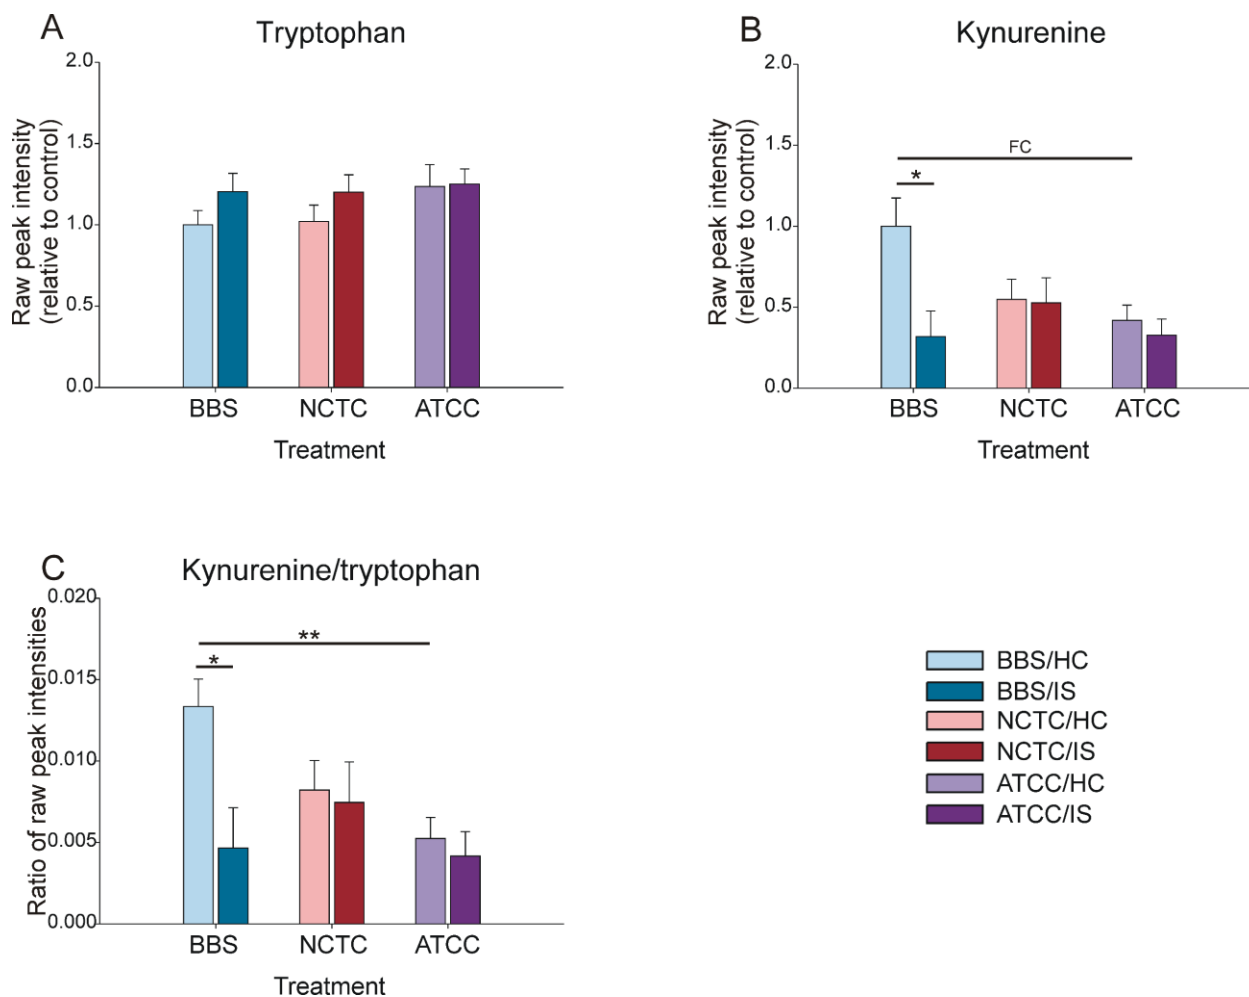 A
Tryptophan
Raw peak intensity
(relative to control)
2.0
1.5
1.0
0.5
0.0
BBS NCTC ATCC
Treatment
B
Kynurenine
Raw peak intensity
(relative to control)
2.0
1.5
1.0
0.5
0.0
FC
*
BBS NCTC ATCC
Treatment
C
Kynurenine/tryptophan
Ratio of raw peak intensities
0.020
0.015
0.010
0.005
0.000
**
*
BBS NCTC ATCC
Treatment
BBS/HC
BBS/IS
NCTC/HC
NCTC/IS
ATCC/HC
ATCC/IS